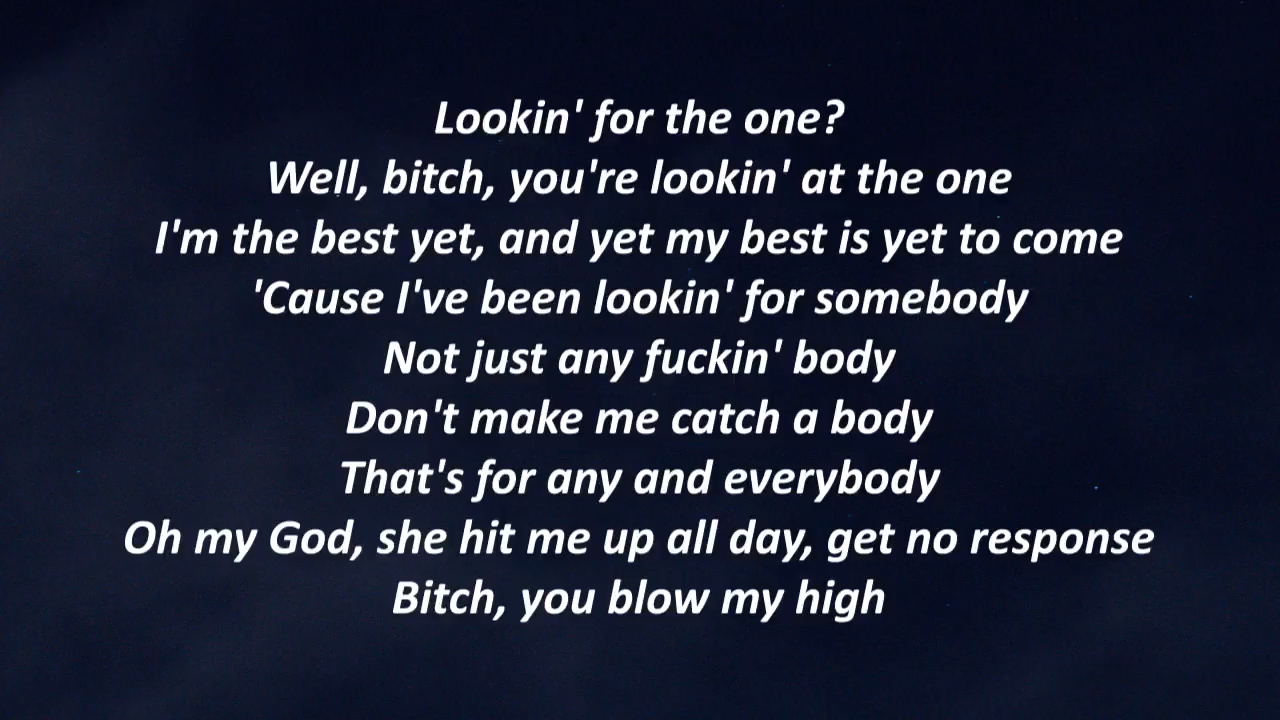 Lookin' for the one?
Well, bitch, you're lookin' at the one
I'm the best yet, and yet my best is yet to come
'Cause I've been lookin' for somebody
Not just any fuckin' body
Don't make me catch a body
That's for any and everybody
Oh my God, she hit me up all day, get no response
Bitch, you blow my high